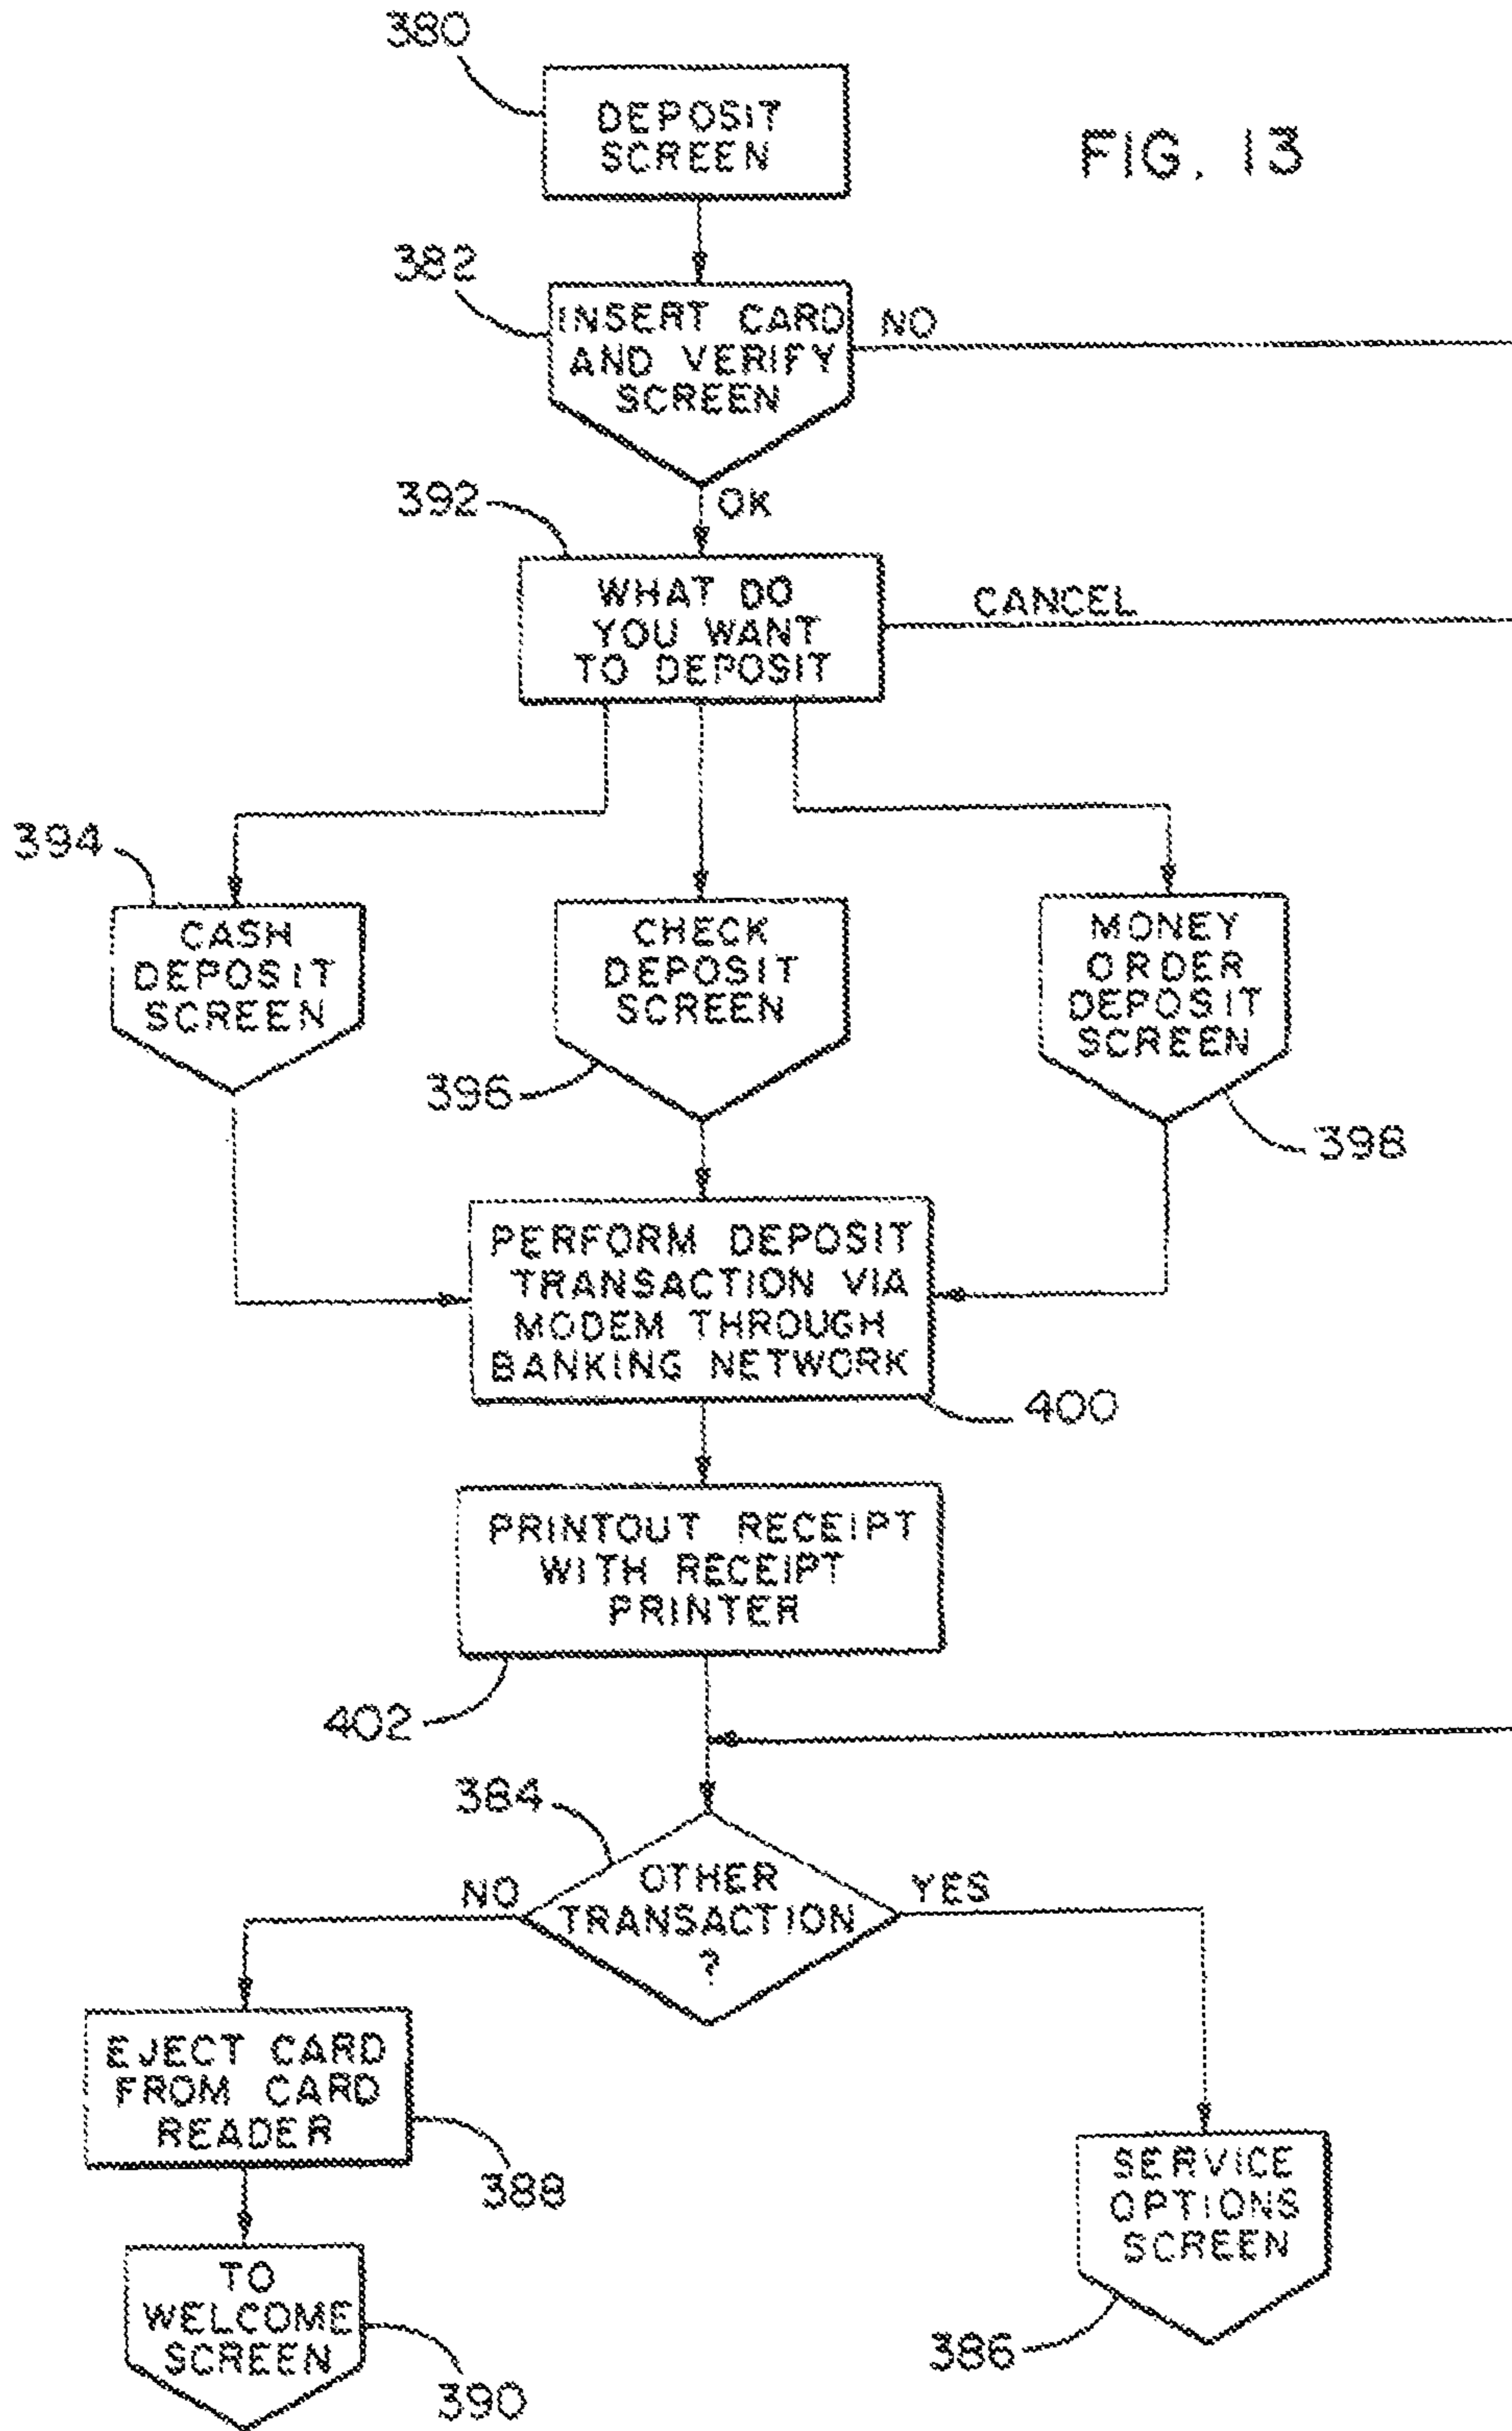 380
DEPOSIT
SCREEN
FIG. 13
382
INSERT CARD
AND VERIFY
SCREEN
NO
OK
392
WHAT DO
YOU WANT
TO DEPOSIT
CANCEL
394
CASH
DEPOSIT
SCREEN
CHECK
DEPOSIT
SCREEN
396
MONEY
ORDER
DEPOSIT
SCREEN
398
PERFORM DEPOSIT
TRANSACTION VIA
MODEM THROUGH
BANKING NETWORK
400
PRINTOUT RECEIPT
WITH RECEIPT
PRINTER
402
384
OTHER
TRANSACTION
?
NO
YES
EJECT CARD
FROM CARD
READER
388
TO
WELCOME
SCREEN
390
SERVICE
OPTIONS
SCREEN
386